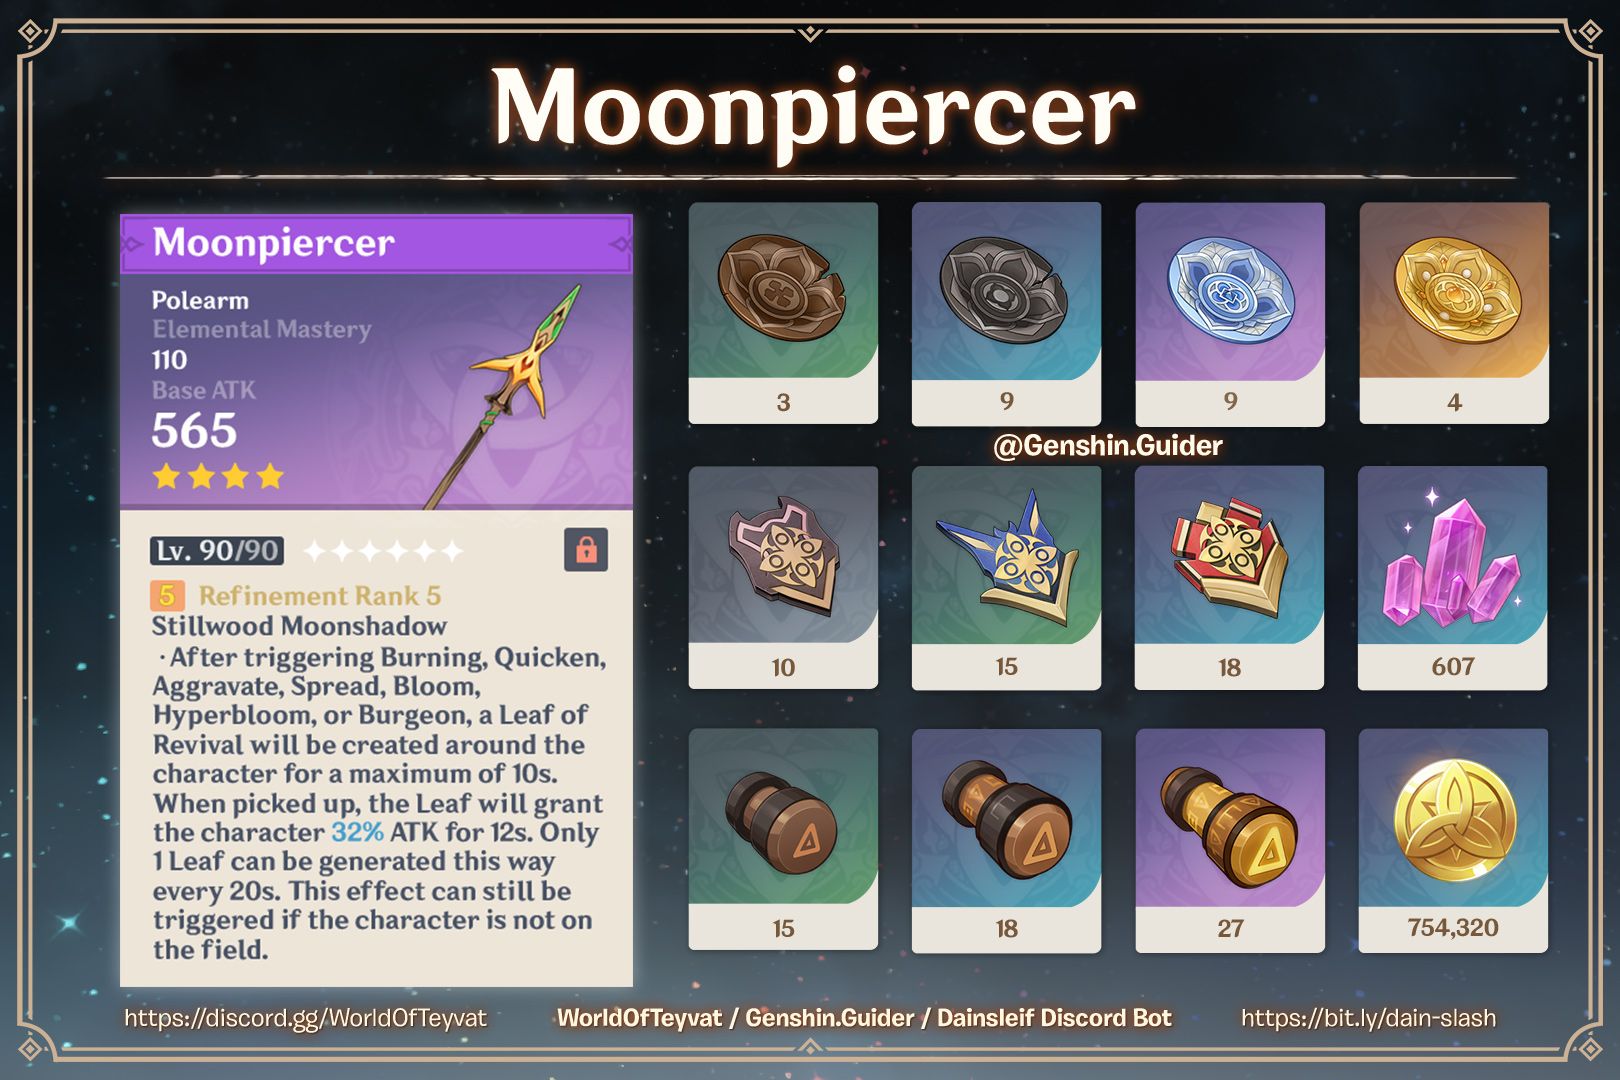 Moonpiercer
Moonpiercer
Polearm
Elemental Mastery
110
Base ATK
565
Lv. 90/90
5 Refinement Rank 5
Stillwood Moonshadow
·After triggering Burning, Quicken,
Aggravate, Spread, Bloom,
Hyperbloom, or Burgeon, a Leaf of
Revival will be created around the
character for a maximum of 10s.
When picked up, the Leaf will grant
the character 32% ATK for 12s. Only
1 Leaf can be generated this way
every 20s. This effect can still be
triggered if the character is not on
the field.
3 9 9 4
@Genshin.Guider
10 15 18 607
15 18 27 754,320
https://discord.gg/WorldOfTeyvat
WorldOfTeyvat / Genshin.Guider / Dainsleif Discord Bot
https://bit.ly/dain-slash